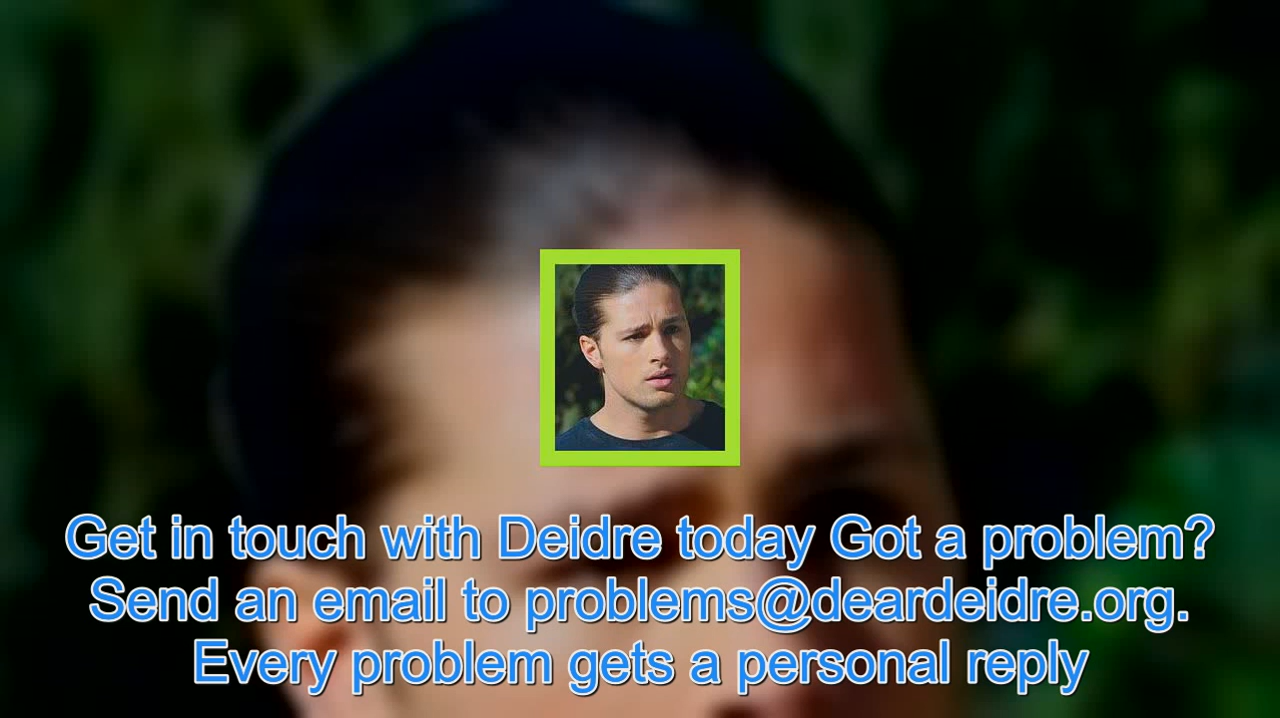 Get in touch with Deidre today Got a problem?
Send an email to problems@deardeidre.org.
Every problem gets a personal reply